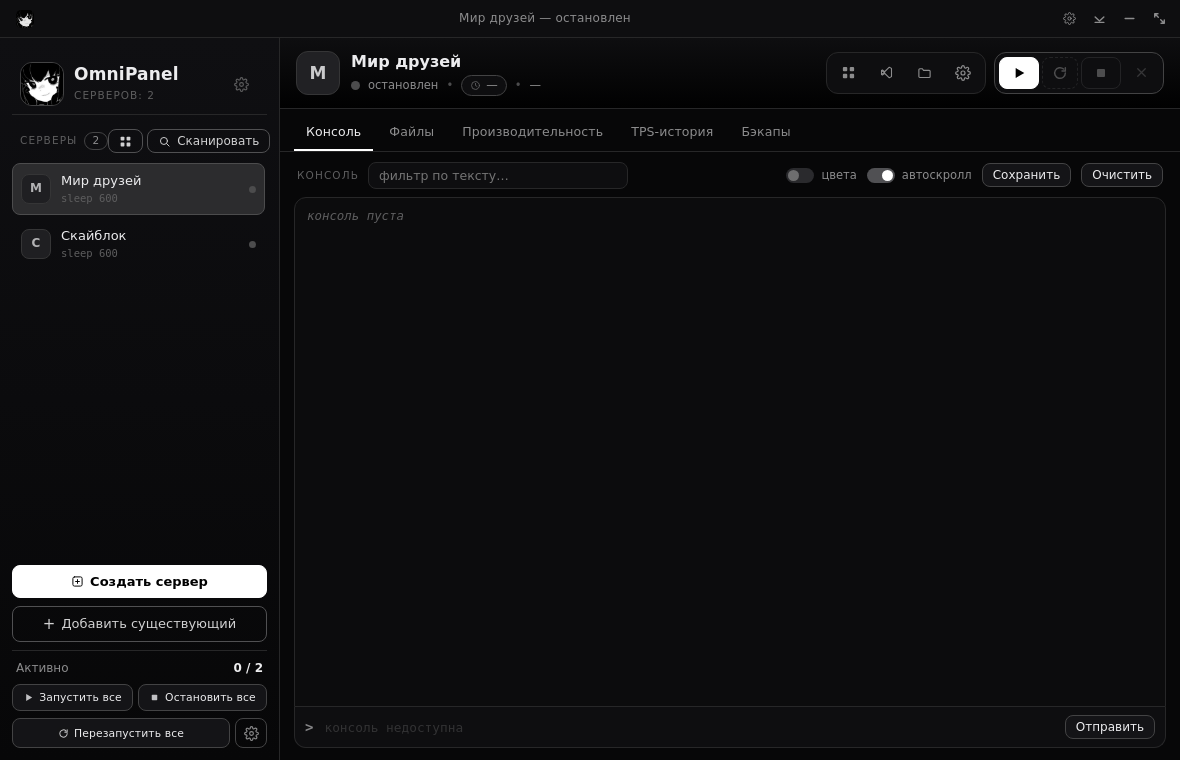 Мир друзей — остановлен
OmniPanel
СЕРВЕРОВ: 2
СЕРВЕРЫ 2 Сканировать
М Мир друзей
sleep 600
С Скайблок
sleep 600
Создать сервер
+ Добавить существующий
Активно 0 / 2
Запустить все Остановить все
Перезапустить все
М Мир друзей
остановлен • — • —
Консоль Файлы Производительность TPS-история Бэкапы
КОНСОЛЬ фильтр по тексту... цвета автоскролл Сохранить Очистить
консоль пуста
> консоль недоступна Отправить